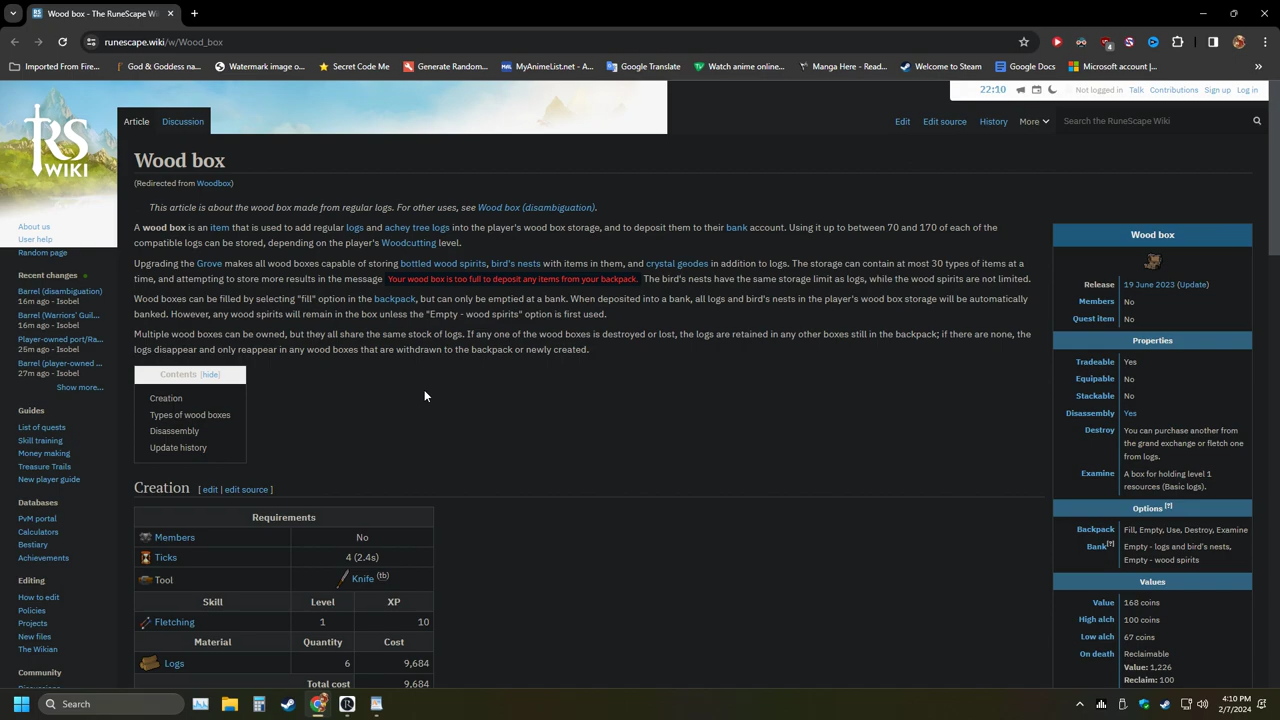 Wood box - The RuneScape Wi
runescape.wiki/w/Wood_box
4
Imported From Fire...
God & Goddess na...
Watermark image o...
Secret Code Me
Generate Random...
MyAnimeList.net - A...
Google Translate
Watch anime online...
Manga Here - Read...
Welcome to Steam
Google Docs
Microsoft account |...
»
RS
WIKI
22:10
Not logged in
Talk
Contributions
Sign up
Log in
Article
Discussion
Edit
Edit source
History
More
Search the RuneScape Wiki
About us
User help
Random page
Recent changes
Barrel (disambiguation)
16m ago - Isobel
Barrel (Warriors' Guil...
16m ago - Isobel
Player-owned port/Ra...
25m ago - Isobel
Barrel (player-owned ...
27m ago - Isobel
Show more...
Guides
List of quests
Skill training
Money making
Treasure Trails
New player guide
Databases
PvM portal
Calculators
Bestiary
Achievements
Editing
How to edit
Policies
Projects
New files
The Wikian
Community
Wood box
(Redirected from Woodbox)
This article is about the wood box made from regular logs. For other uses, see Wood box (disambiguation).
A wood box is an item that is used to add regular logs and achey tree logs into the player's wood box storage, and to deposit them to their bank account. Using it up to between 70 and 170 of each of the
compatible logs can be stored, depending on the player's Woodcutting level.
Upgrading the Grove makes all wood boxes capable of storing bottled wood spirits, bird's nests with items in them, and crystal geodes in addition to logs. The storage can contain at most 30 types of items at a
time, and attempting to store more results in the message Your wood box is too full to deposit any items from your backpack. The bird's nests have the same storage limit as logs, while the wood spirits are not limited.
Wood boxes can be filled by selecting "fill" option in the backpack, but can only be emptied at a bank. When deposited into a bank, all logs and bird's nests in the player's wood box storage will be automatically
banked. However, any wood spirits will remain in the box unless the "Empty - wood spirits" option is first used.
Multiple wood boxes can be owned, but they all share the same stock of logs. If any one of the wood boxes is destroyed or lost, the logs are retained in any other boxes still in the backpack; if there are none, the
logs disappear and only reappear in any wood boxes that are withdrawn to the backpack or newly created.
Contents [hide]
Creation
Types of wood boxes
Disassembly
Update history
Creation [ edit | edit source ]
Requirements
Members No
Ticks 4 (2.4s)
Tool Knife (tb)
Skill Level XP
Fletching 1 10
Material Quantity Cost
Logs 6 9,684
Total cost 9,684
Wood box
Release 19 June 2023 (Update)
Members No
Quest item No
Properties
Tradeable Yes
Equipable No
Stackable No
Disassembly Yes
Destroy You can purchase another from
the grand exchange or fletch one
from logs.
Examine A box for holding level 1
resources (Basic logs).
Options [?]
Backpack Fill, Empty, Use, Destroy, Examine
Bank[?] Empty - logs and bird's nests,
Empty - wood spirits
Values
Value 168 coins
High alch 100 coins
Low alch 67 coins
On death Reclaimable
Value: 1,226
Reclaim: 100
Search
4:10 PM
2/7/2024